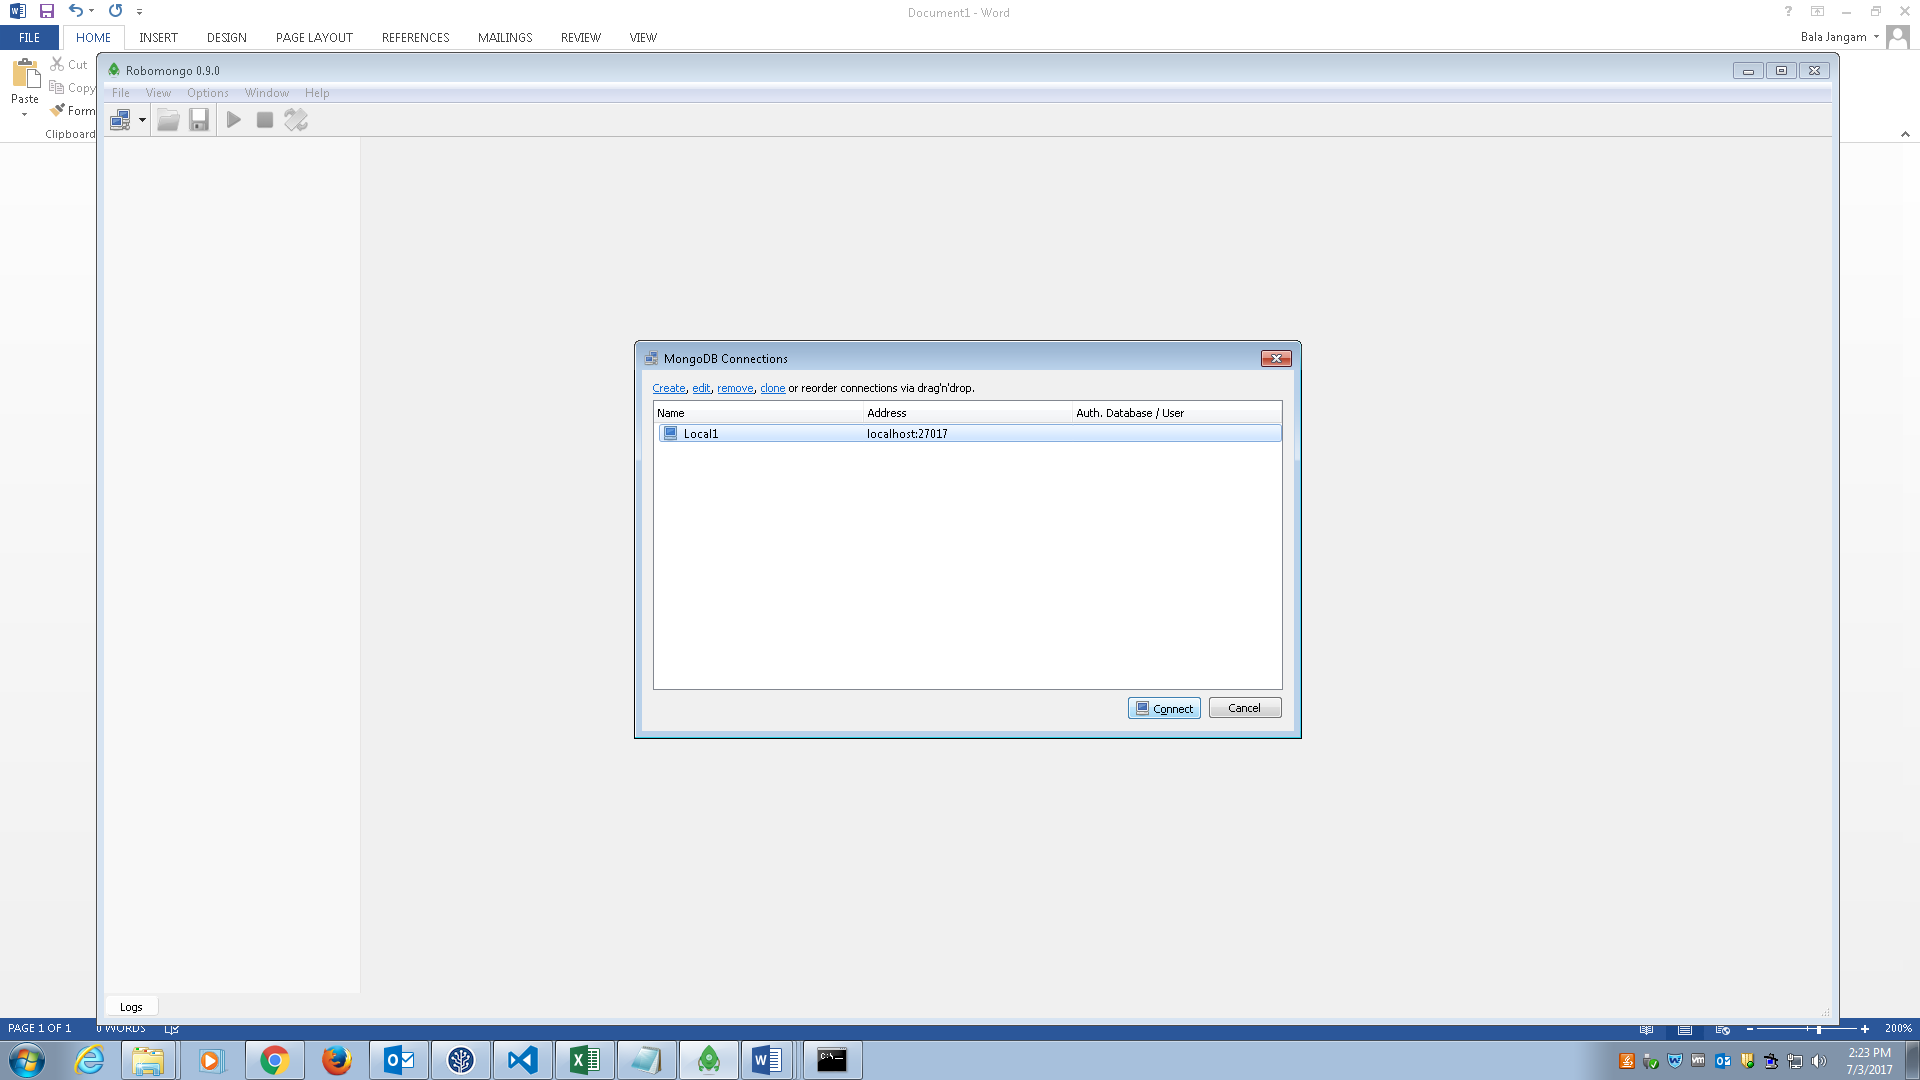 Document1 - Word
FILE HOME INSERT DESIGN PAGE LAYOUT REFERENCES MAILINGS REVIEW VIEW
Bala Jangam
Cut
Copy
Paste
Form
Clipboard
Robomongo 0.9.0
File View Options Window Help
MongoDB Connections
Create, edit, remove, clone or reorder connections via drag'n'drop.
Name Address Auth. Database / User
Local1 localhost:27017
Connect Cancel
Logs
PAGE 1 OF 1 0 WORDS 200%
2:23 PM
7/3/2017